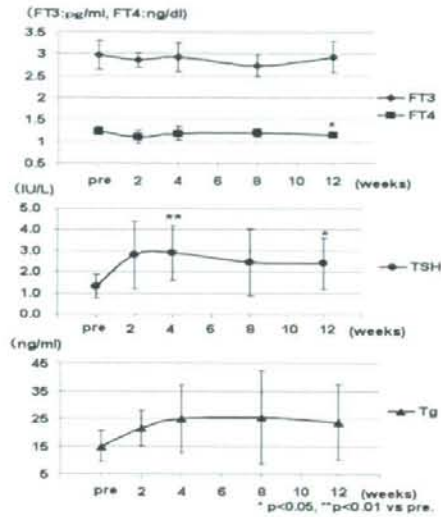 (FT3:pg/ml, FT4:ng/dl)
3.5
3
2.5
2
1.5
1
0.5
FT3
FT4
*
pre 2 4 6 8 10 12 (weeks)
(IU/L)
5.0
4.0
3.0
2.0
1.0
0.0
**
*
TSH
pre 2 4 6 8 10 12 (weeks)
(ng/ml)
45
35
25
15
5
Tg
pre 2 4 6 8 10 12 (weeks)
* p<0.05, **p<0.01 vs pre.